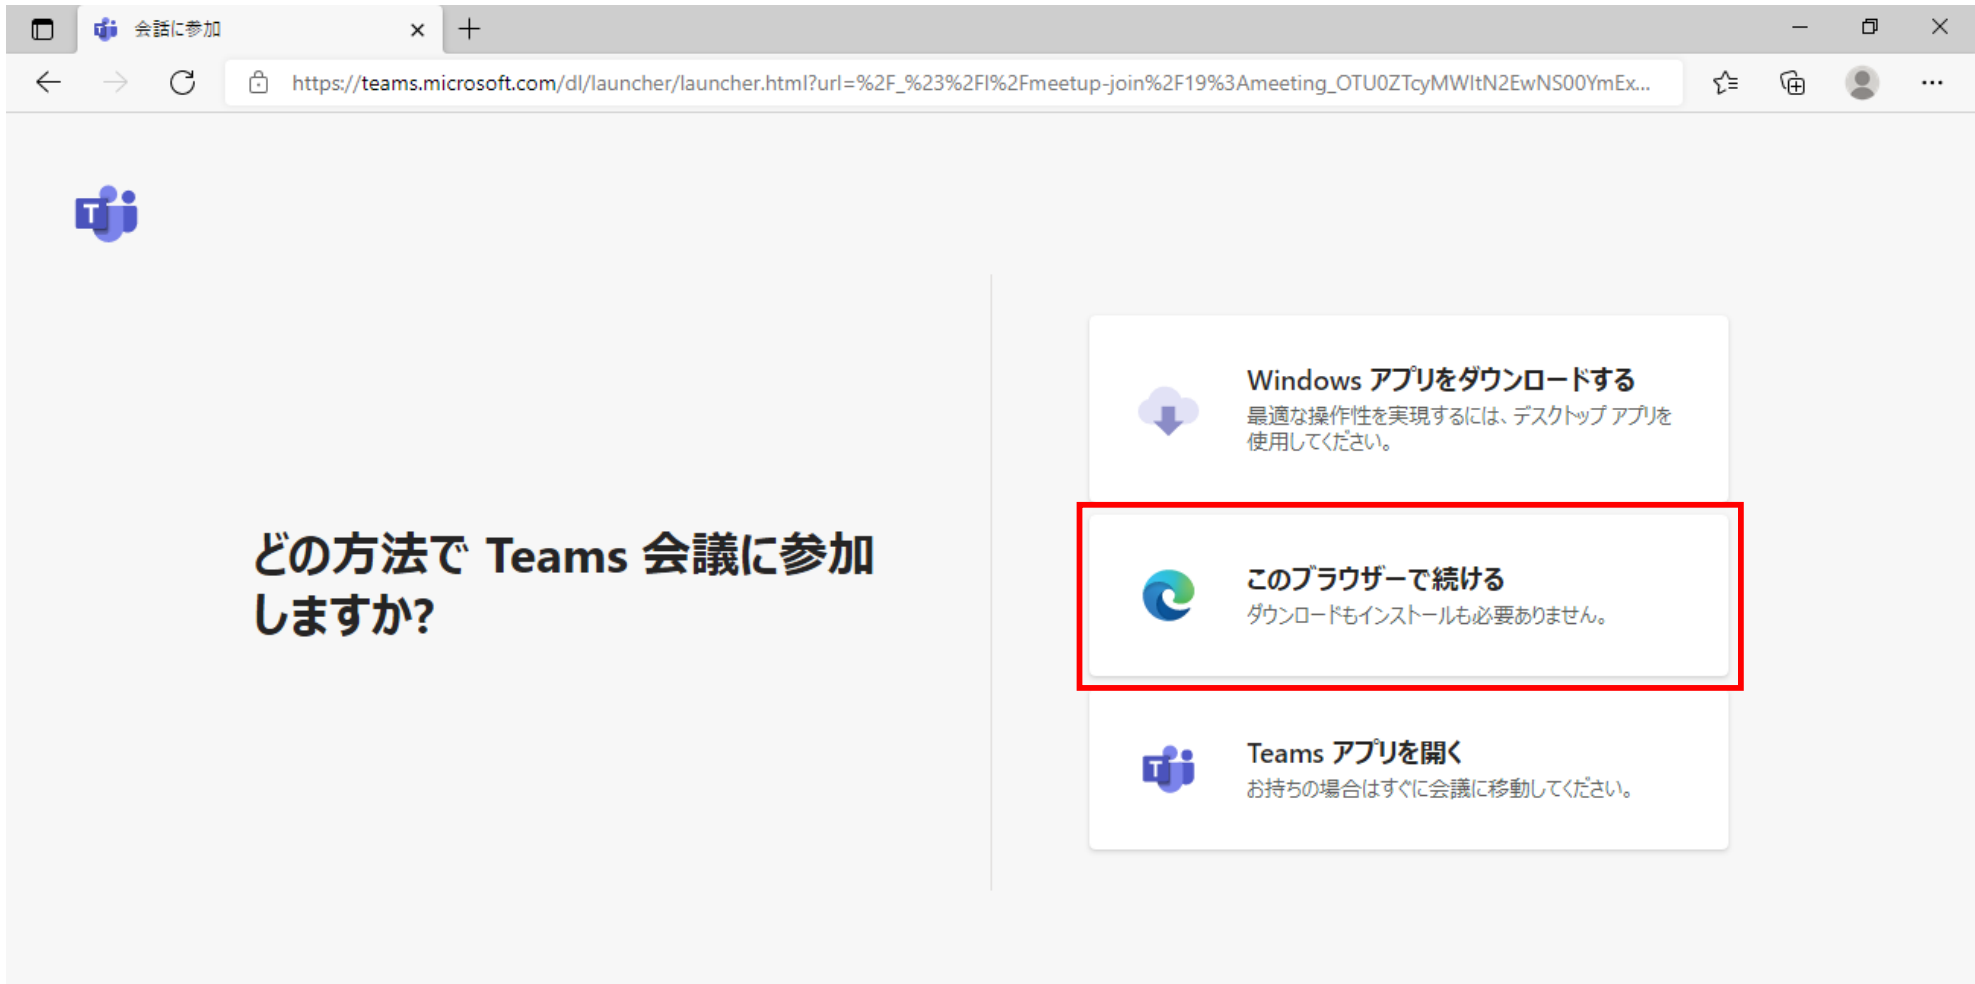 会話に参加
https://teams.microsoft.com/dl/launcher/launcher.html?url=%2F_%23%2Fl%2Fmeetup-join%2F19%3Ameeting_OTU0ZTcyMWItN2EwNS00YmEx...
T
Windows アプリをダウンロードする
最適な操作性を実現するには、デスクトップ アプリを
使用してください。
どの方法で Teams 会議に参加
しますか?
このブラウザーで続ける
ダウンロードもインストールも必要ありません。
T
Teams アプリを開く
お持ちの場合はすぐに会議に移動してください。